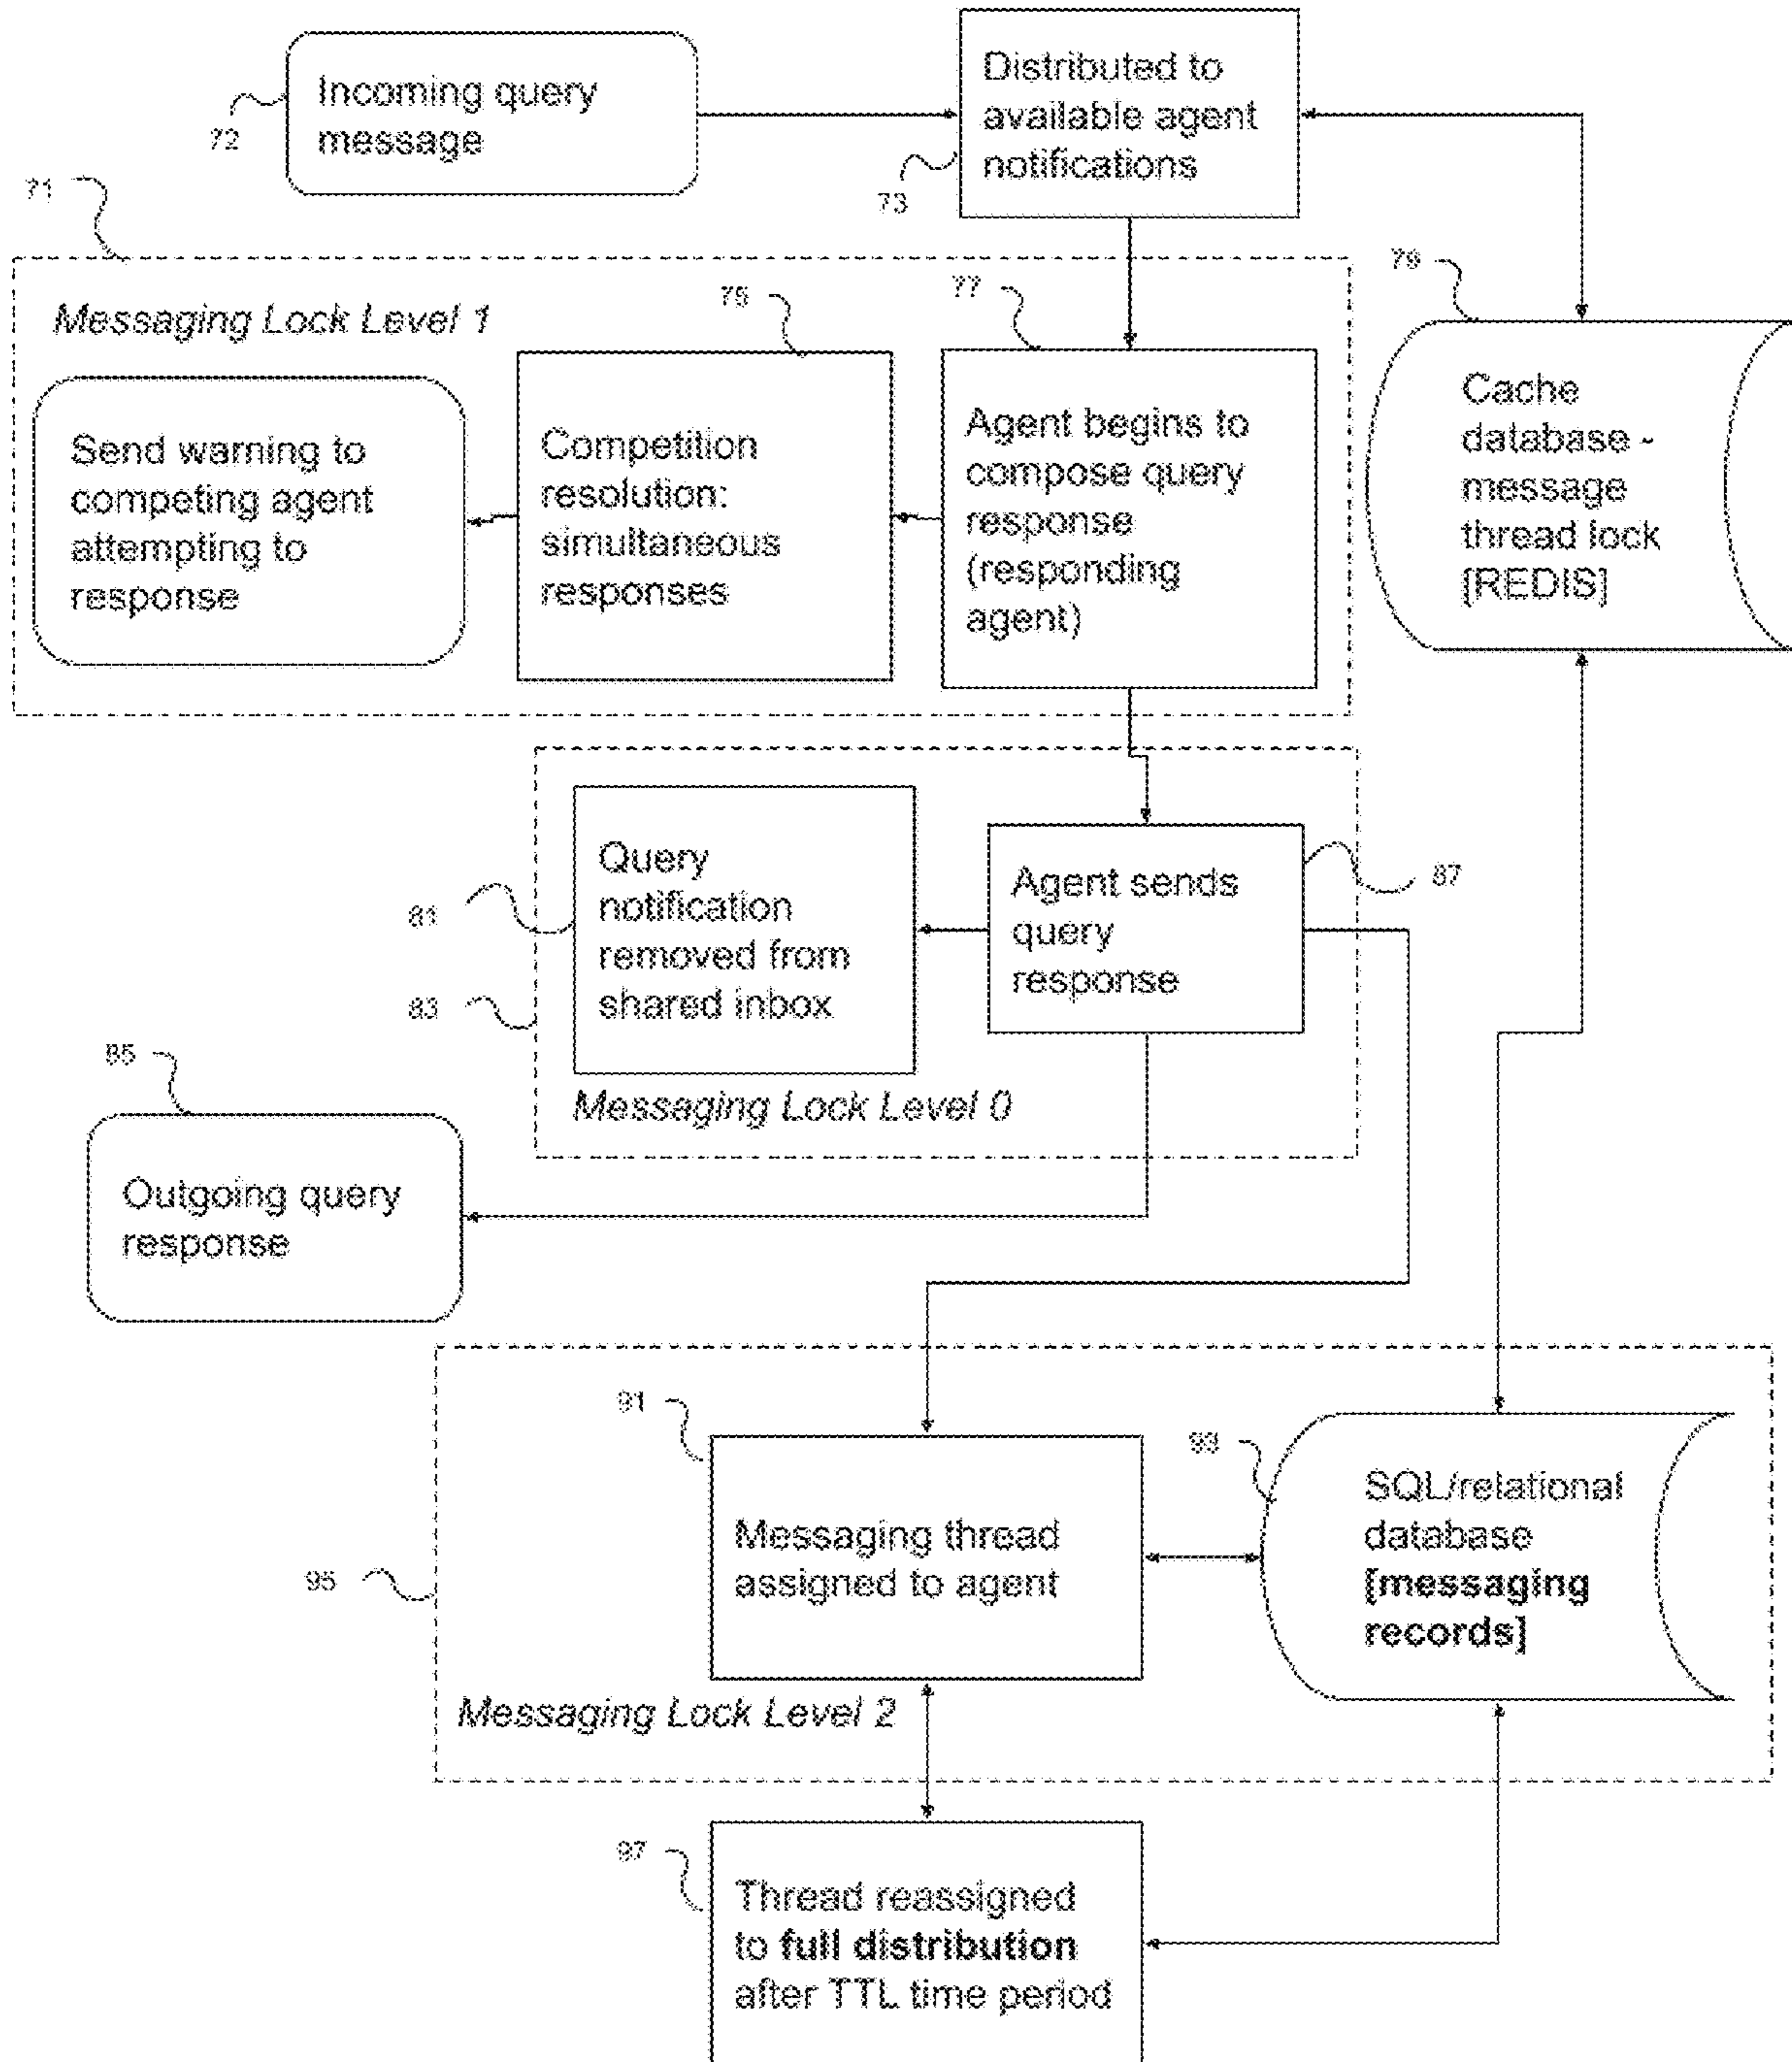 Incoming query
message
72
Distributed to
available agent
notifications
73
71
Messaging Lock Level 1
75
77
79
Send warning to
competing agent
attempting to
response
Competition
resolution:
simultaneous
responses
Agent begins to
compose query
response
(responding
agent)
Cache
database -
message
thread lock
[REDIS]
Query
notification
removed from
shared inbox
81
83
Agent sends
query
response
87
Messaging Lock Level 0
85
Outgoing query
response
91
93
Messaging thread
assigned to agent
SQL/relational
database
[messaging
records]
95
Messaging Lock Level 2
97
Thread reassigned
to full distribution
after TTL time period